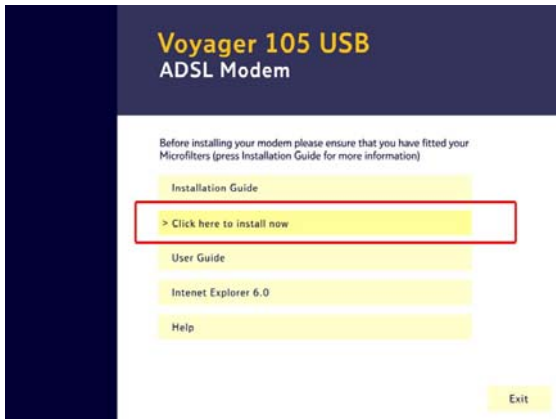 Voyager 105 USB
ADSL Modem
Before installing your modem please ensure that you have fitted your
Microfilters (press Installation Guide for more information)
Installation Guide
> Click here to install now
User Guide
Intenet Explorer 6.0
Help
Exit